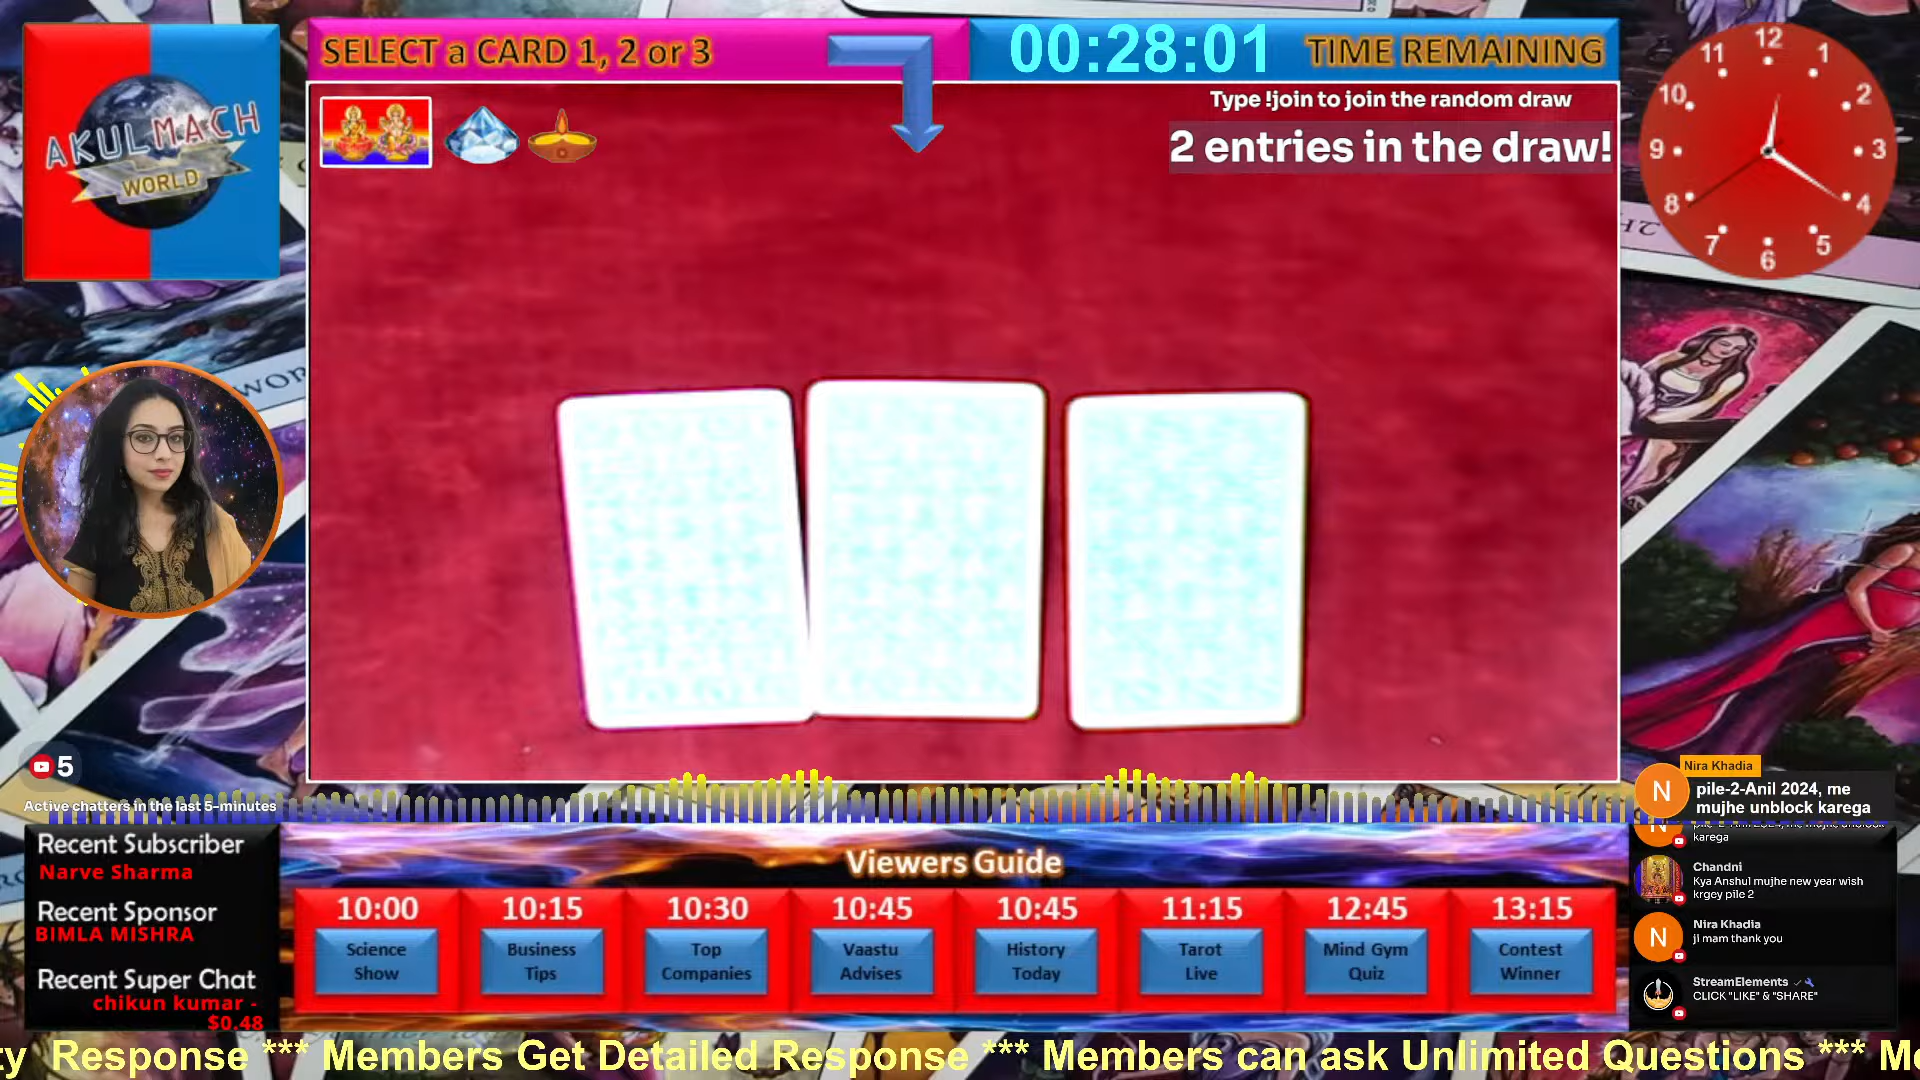 SELECT a CARD 1, 2 or 3
00:28:01 TIME REMAINING
Type !join to join the random draw
2 entries in the draw!
AKULMACH
WORLD
12
1
2
3
4
5
6
7
8
9
10
11
WOR
5
Active chatters in the last 5-minutes
Recent Subscriber
Narve Sharma
Recent Sponsor
BIMLA MISHRA
Recent Super Chat
chikun kumar -
$0.48
Viewers Guide
10:00
Science
Show
10:15
Business
Tips
10:30
Top
Companies
10:45
Vaastu
Advises
10:45
History
Today
11:15
Tarot
Live
12:45
Mind Gym
Quiz
13:15
Contest
Winner
Nira Khadia
N
pile-2-Anil 2024, me
mujhe unblock karega
karega
Chandni
Kya Anshul mujhe new year wish
krgey pile 2
N
Nira Khadia
ji mam thank you
StreamElements
CLICK "LIKE" & "SHARE"
ty Response *** Members Get Detailed Response *** Members can ask Unlimited Questions *** Me